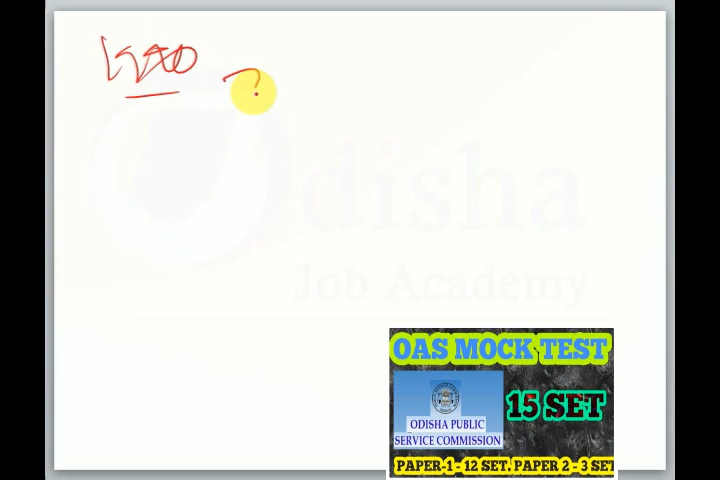 ?
Odisha
Job Academy
OAS MOCK TEST
15 SET
ODISHA PUBLIC
SERVICE COMMISSION
PAPER-1 - 12 SET. PAPER 2 - 3 SET